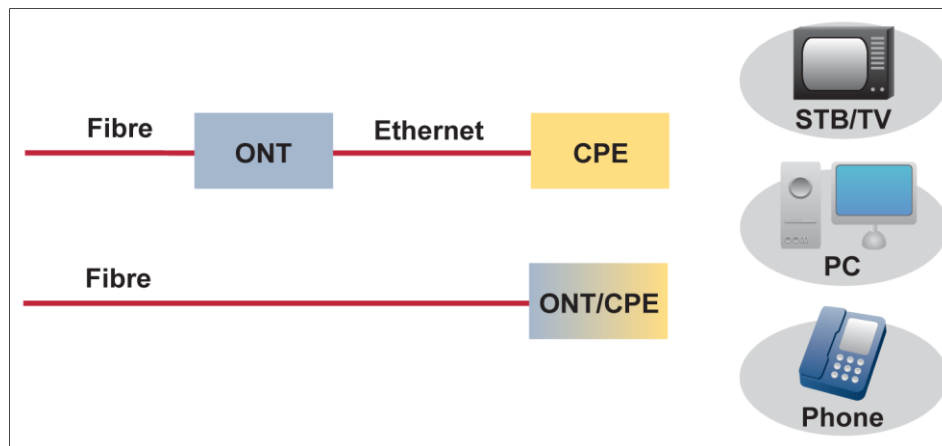 Fibre
ONT
Ethernet
CPE
Fibre
ONT/CPE
STB/TV
PC
Phone